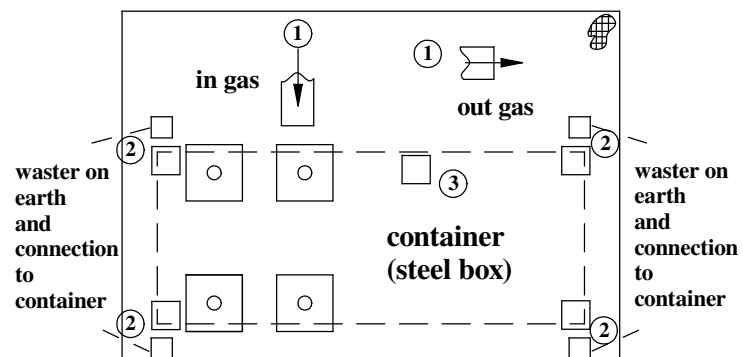 1
in gas
1
out gas
2
waster on
earth
and
connection
to
container
2
3
container
(steel box)
2
waster on
earth
and
connection
to
container
2